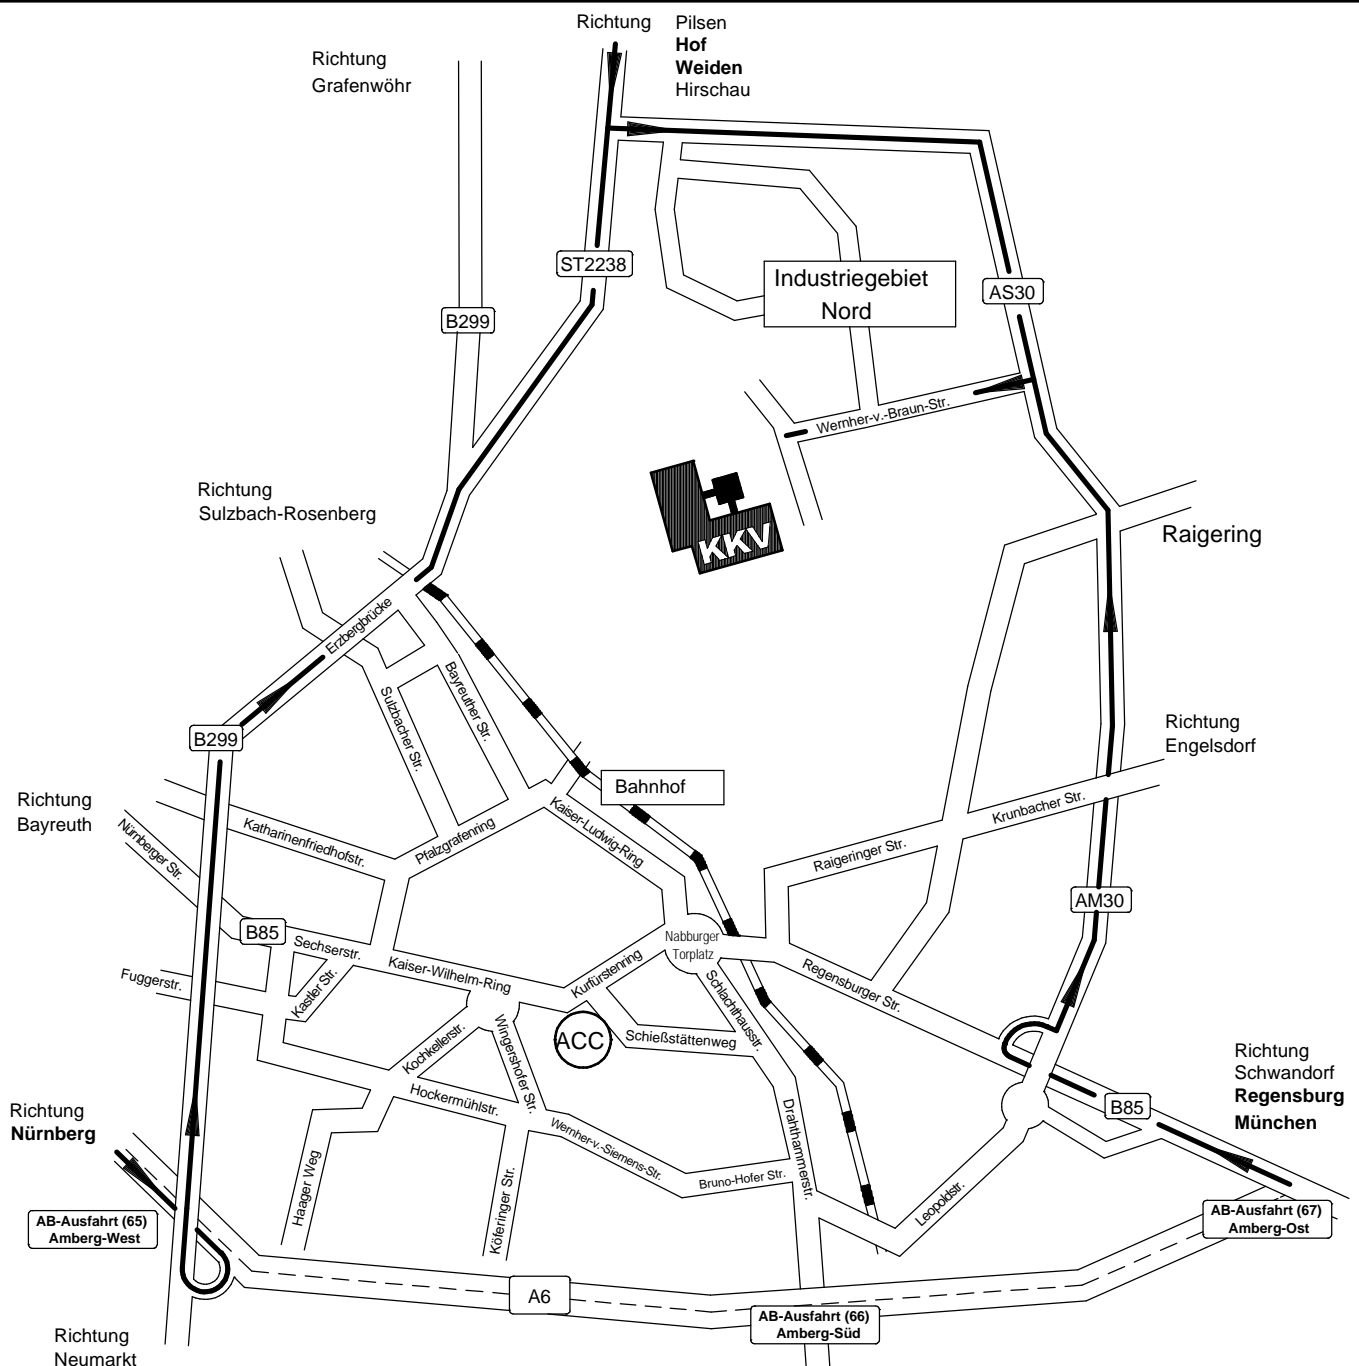 Richtung
Pilsen
Hof
Weiden
Hirschau
Richtung
Grafenwöhr
ST2238
Industriegebiet
Nord
AS30
B299
Wernher-v.-Braun-Str.
KKV
Richtung
Sulzbach-Rosenberg
Raigering
Erzbergbrücke
Bayreuther Str.
Sulzbacher Str.
B299
Richtung
Engelsdorf
Bahnhof
Richtung
Bayreuth
Nürnberger Str.
Katharinenfriedhofstr.
Pfalzgrafenring
Kaiser-Ludwig-Ring
Krunbacher Str.
Raigeringer Str.
AM30
B85
Sechserstr.
Kaiser-Wilhelm-Ring
Kurfürstenring
Nabburger
Torplatz
Regensburger Str.
Fuggerstr.
Kastler Str.
Schlachthausstr.
Kochkellerstr.
Wingershofer Str.
ACC
Schießstättenweg
Richtung
Schwandorf
Regensburg
München
B85
Hockermühlstr.
Wernher-v.-Siemens-Str.
Drahthammerstr.
Bruno-Hofer Str.
Richtung
Nürnberg
Haager Weg
Köferinger Str.
Leopoldstr.
AB-Ausfahrt (65)
Amberg-West
AB-Ausfahrt (67)
Amberg-Ost
A6
AB-Ausfahrt (66)
Amberg-Süd
Richtung
Neumarkt